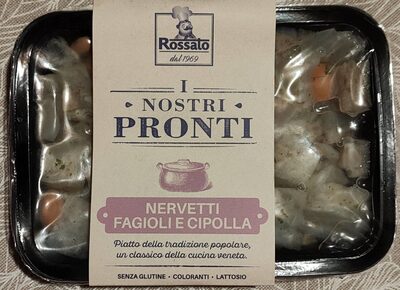 Rossato
dal 1969
I
NOSTRI
PRONTI
NERVETTI
FAGIOLI E CIPOLLA
Piatto della tradizione popolare,
un classico della cucina veneta.
SENZA GLUTINE • COLORANTI • LATTOSIO